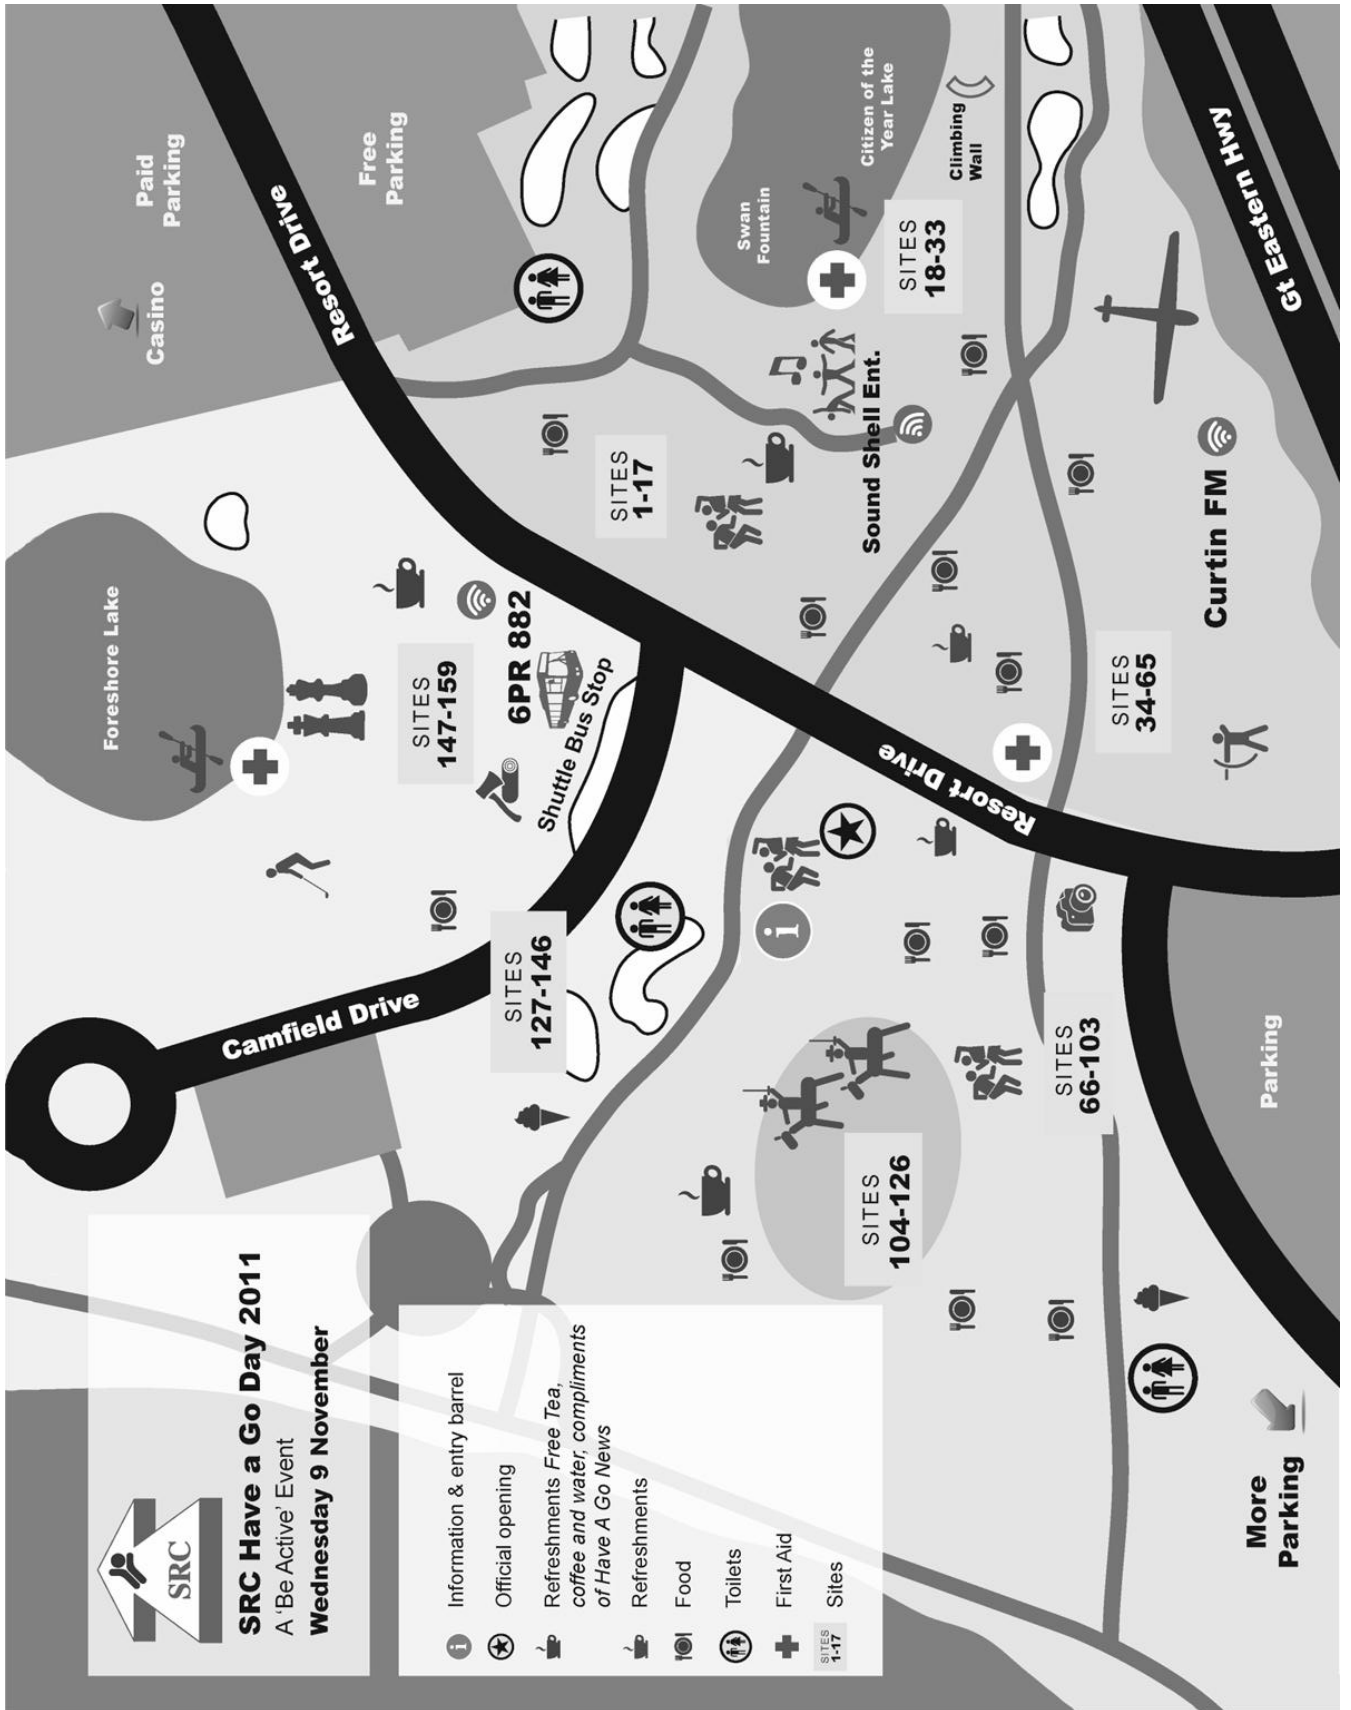 SRC
SRC Have a Go Day 2011
A 'Be Active' Event
Wednesday 9 November
Information & entry barrel
Official opening
Refreshments Free Tea,
coffee and water, compliments
of Have A Go News
Refreshments
Food
Toilets
First Aid
SITES
1-17
Sites
Camfield Drive
Foreshore Lake
SITES
147-159
6PR 882
Shuttle Bus Stop
SITES
127-146
Casino
Paid
Parking
Resort Drive
Free
Parking
SITES
1-17
Swan
Fountain
Citizen of the
Year Lake
Climbing
Wall
SITES
18-33
Sound Shell Ent.
Gt Eastern Hwy
Curtin FM
SITES
34-65
Resort Drive
SITES
66-103
SITES
104-126
Parking
More
Parking